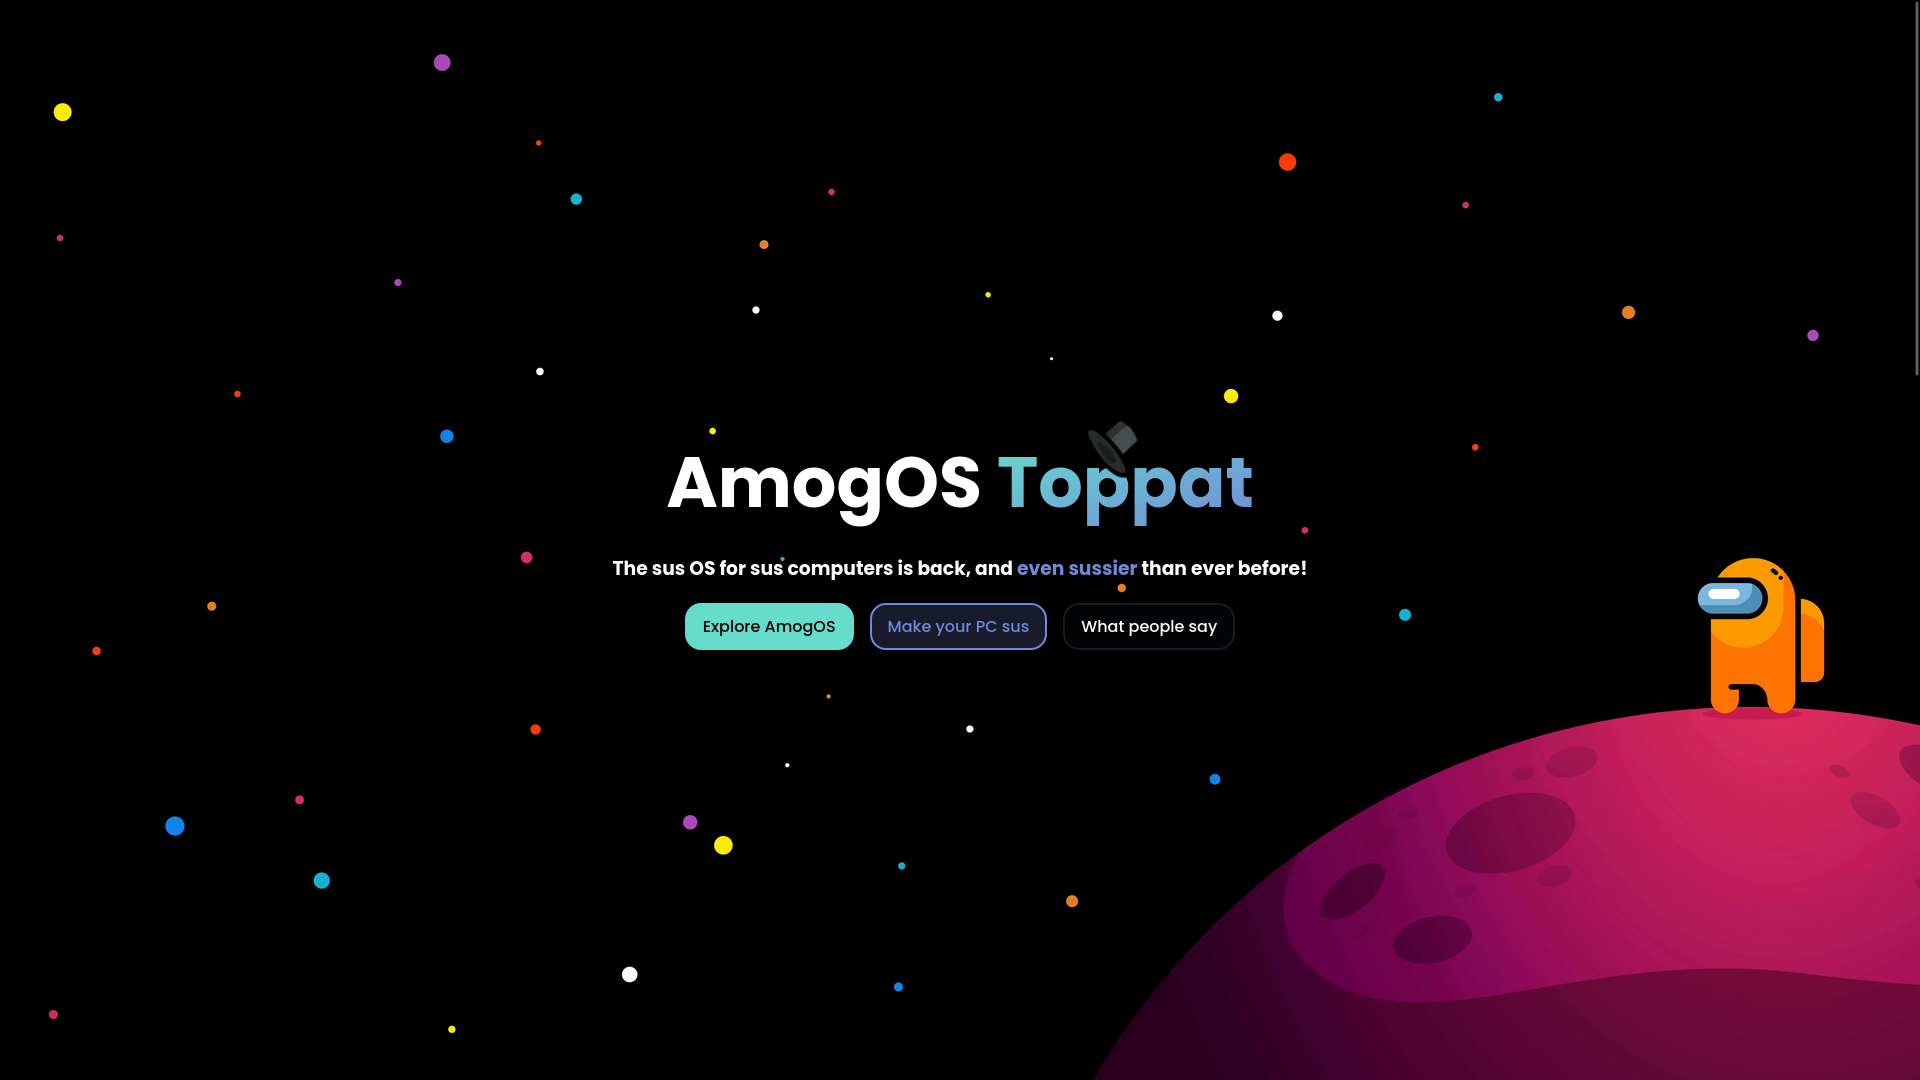 AmogOS Toppat
The sus OS for sus computers is back, and even sussier than ever before!
Explore AmogOS
Make your PC sus
What people say